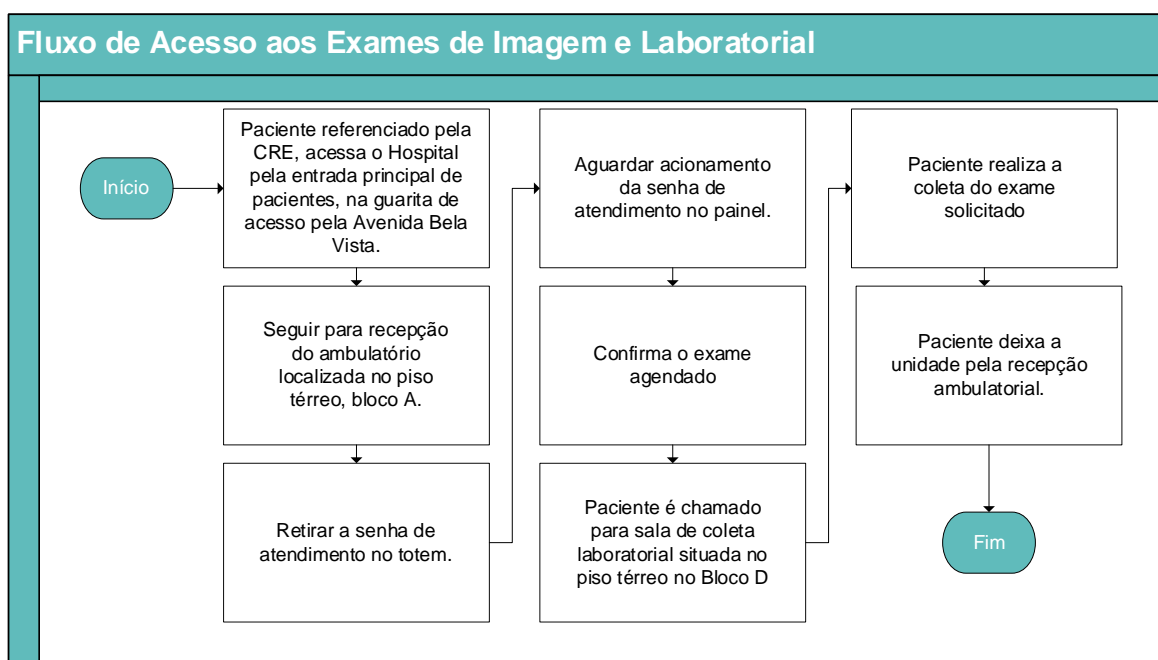 Fluxo de Acesso aos Exames de Imagem e Laboratorial
Início
Paciente referenciado pela
CRE, acessa o Hospital
pela entrada principal de
pacientes, na guarita de
acesso pela Avenida Bela
Vista.
Seguir para recepção
do ambulatório
localizada no piso
térreo, bloco A.
Retirar a senha de
atendimento no totem.
Aguardar acionamento
da senha de
atendimento no painel.
Confirma o exame
agendado
Paciente é chamado
para sala de coleta
laboratorial situada no
piso térreo no Bloco D
Paciente realiza a
coleta do exame
solicitado
Paciente deixa a
unidade pela recepção
ambulatorial.
Fim